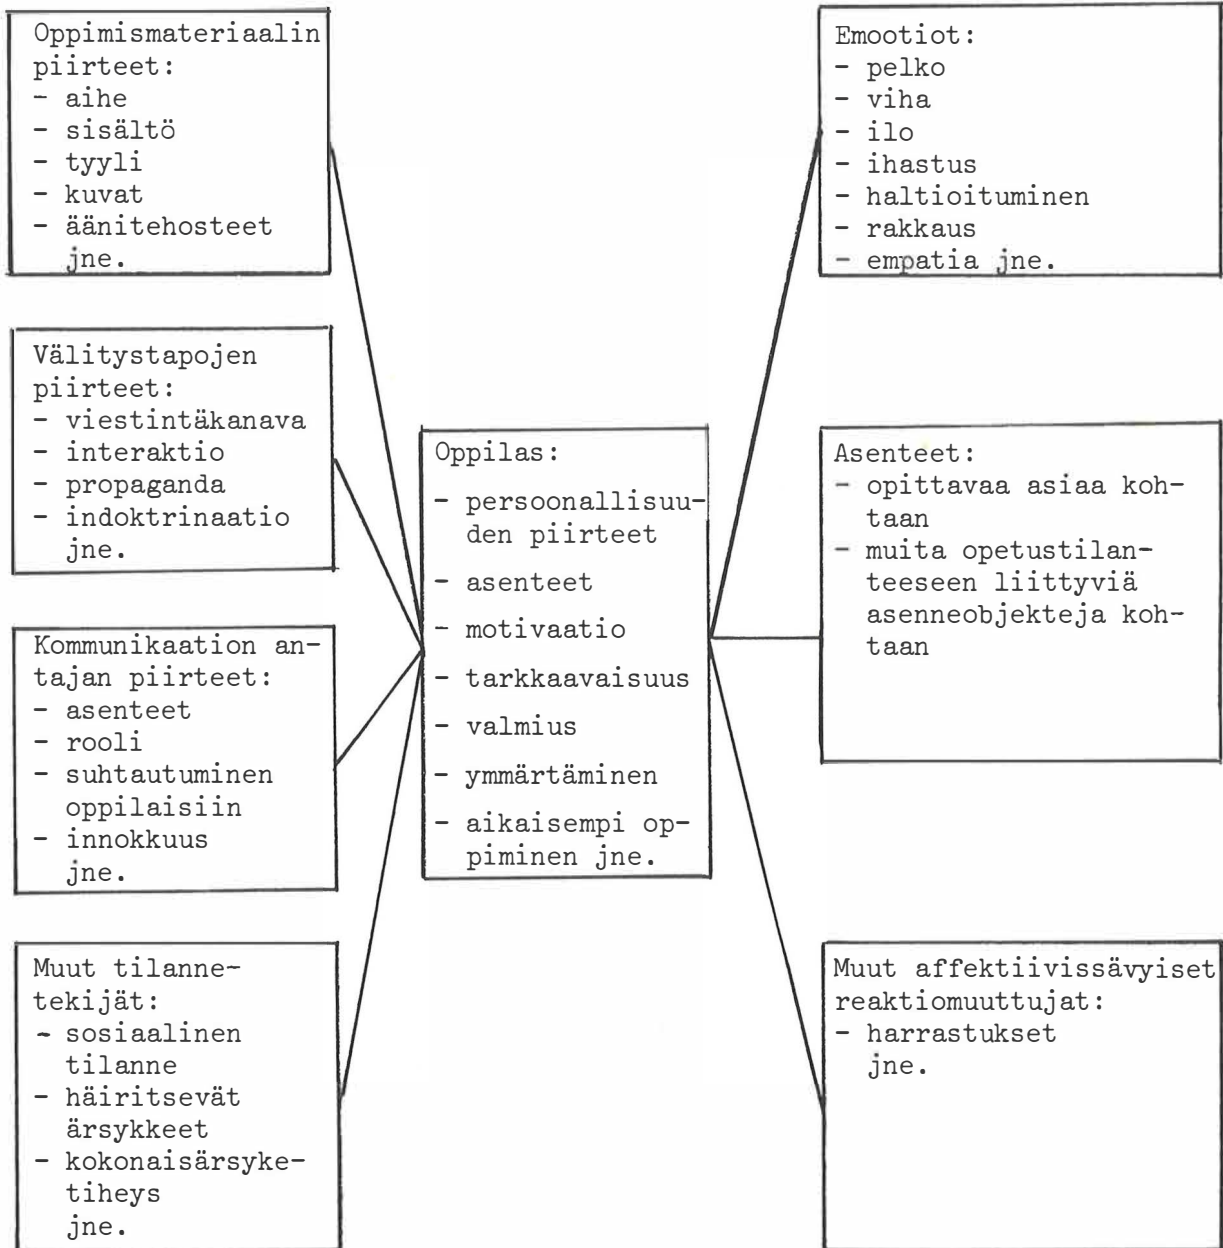 Oppimismateriaalin
piirteet:
- aihe
- sisältö
- tyyli
- kuvat
- äänitehosteet
jne.
Välitystapojen
piirteet:
- viestintäkanava
- interaktio
- propaganda
- indoktrinaatio
jne.
Kommunikaation an-
tajan piirteet:
- asenteet
- rooli
- suhtautuminen
oppilaisiin
- innokkuus
jne.
Muut tilanne-
tekijät:
- sosiaalinen
tilanne
- häiritsevät
ärsykkeet
- kokonaisärsyke-
tiheys
jne.
Oppilas:
- persoonallisuu-
den piirteet
- asenteet
- motivaatio
- tarkkaavaisuus
- valmius
- ymmärtäminen
- aikaisempi op-
piminen jne.
Emootiot:
- pelko
- viha
- ilo
- ihastus
- haltioituminen
- rakkaus
- empatia jne.
Asenteet:
- opittavaa asiaa koh-
taan
- muita opetustilan-
teeseen liittyviä
asenneobjekteja koh-
taan
Muut affektiivissävyiset
reaktiomuuttujat:
- harrastukset
jne.